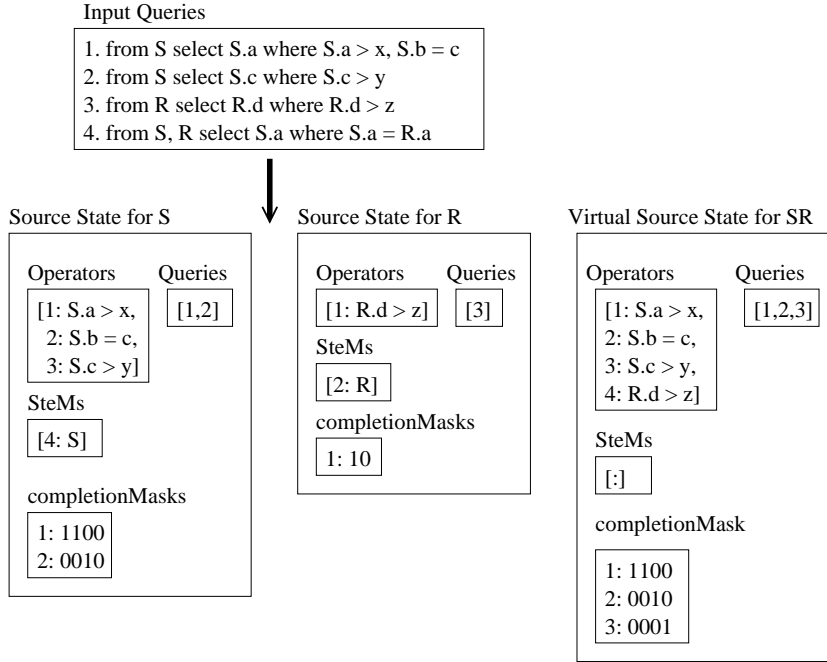 Input Queries
1. from S select S.a where S.a > x, S.b = c
2. from S select S.c where S.c > y
3. from R select R.d where R.d > z
4. from S, R select S.a where S.a = R.a
Source State for S
Operators
Queries
[1: S.a > x,
2: S.b = c,
3: S.c > y]
[1,2]
SteMs
[4: S]
completionMasks
1: 1100
2: 0010
Source State for R
Operators
Queries
[1: R.d > z]
[3]
SteMs
[2: R]
completionMasks
1: 10
Virtual Source State for SR
Operators
Queries
[1: S.a > x,
2: S.b = c,
3: S.c > y,
4: R.d > z]
[1,2,3]
SteMs
[:]
completionMask
1: 1100
2: 0010
3: 0001